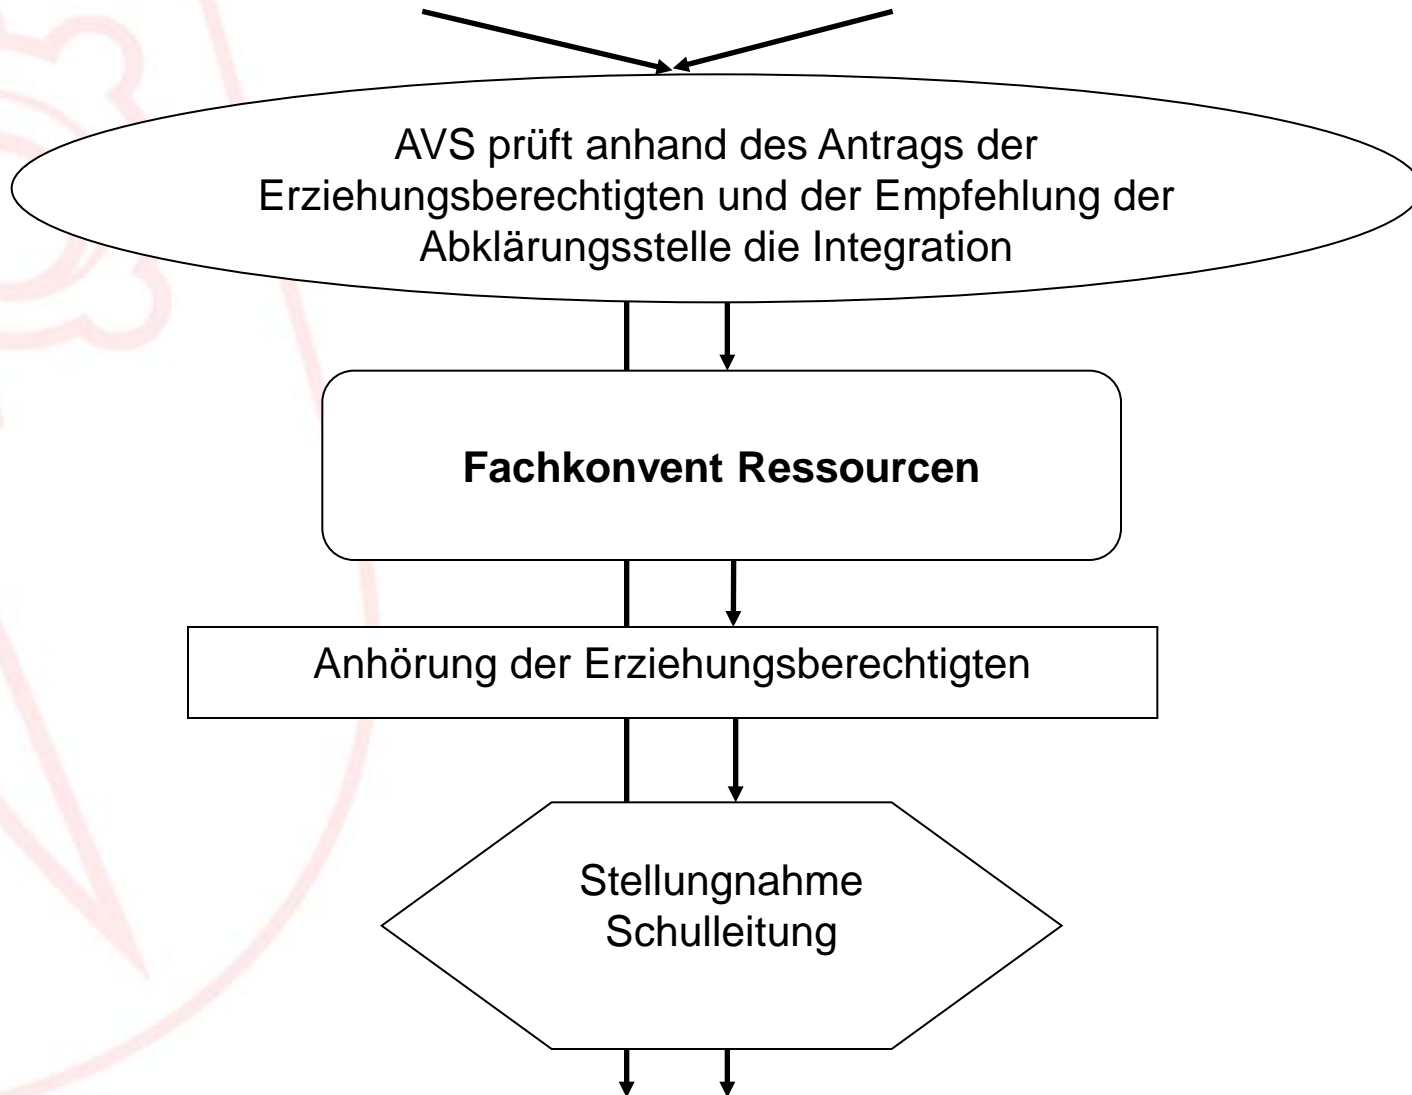 AVS prüft anhand des Antrags der
Erziehungsberechtigten und der Empfehlung der
Abklärungsstelle die Integration
Fachkonvent Ressourcen
Anhörung der Erziehungsberechtigten
Stellungnahme
Schulleitung